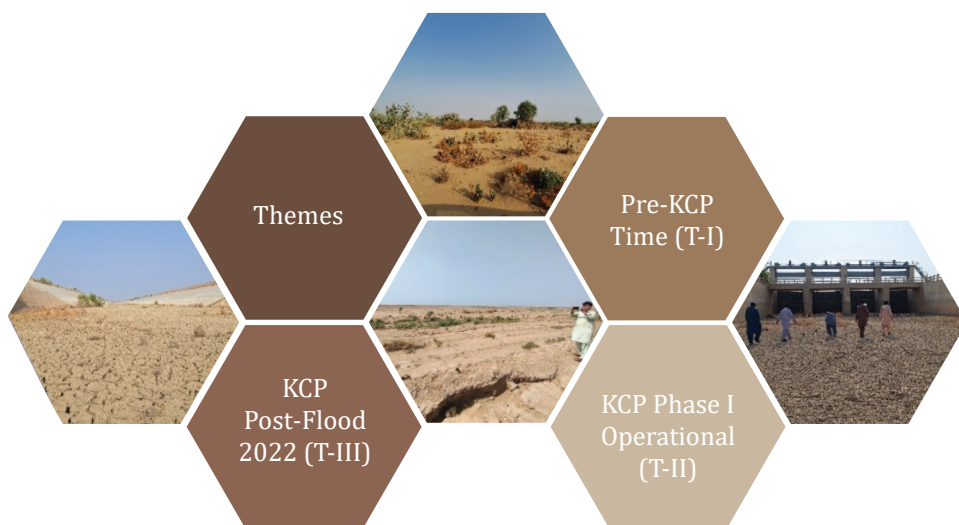 Themes
Pre-KCP
Time (T-I)
KCP
Post-Flood
2022 (T-III)
KCP Phase I
Operational
(T-II)